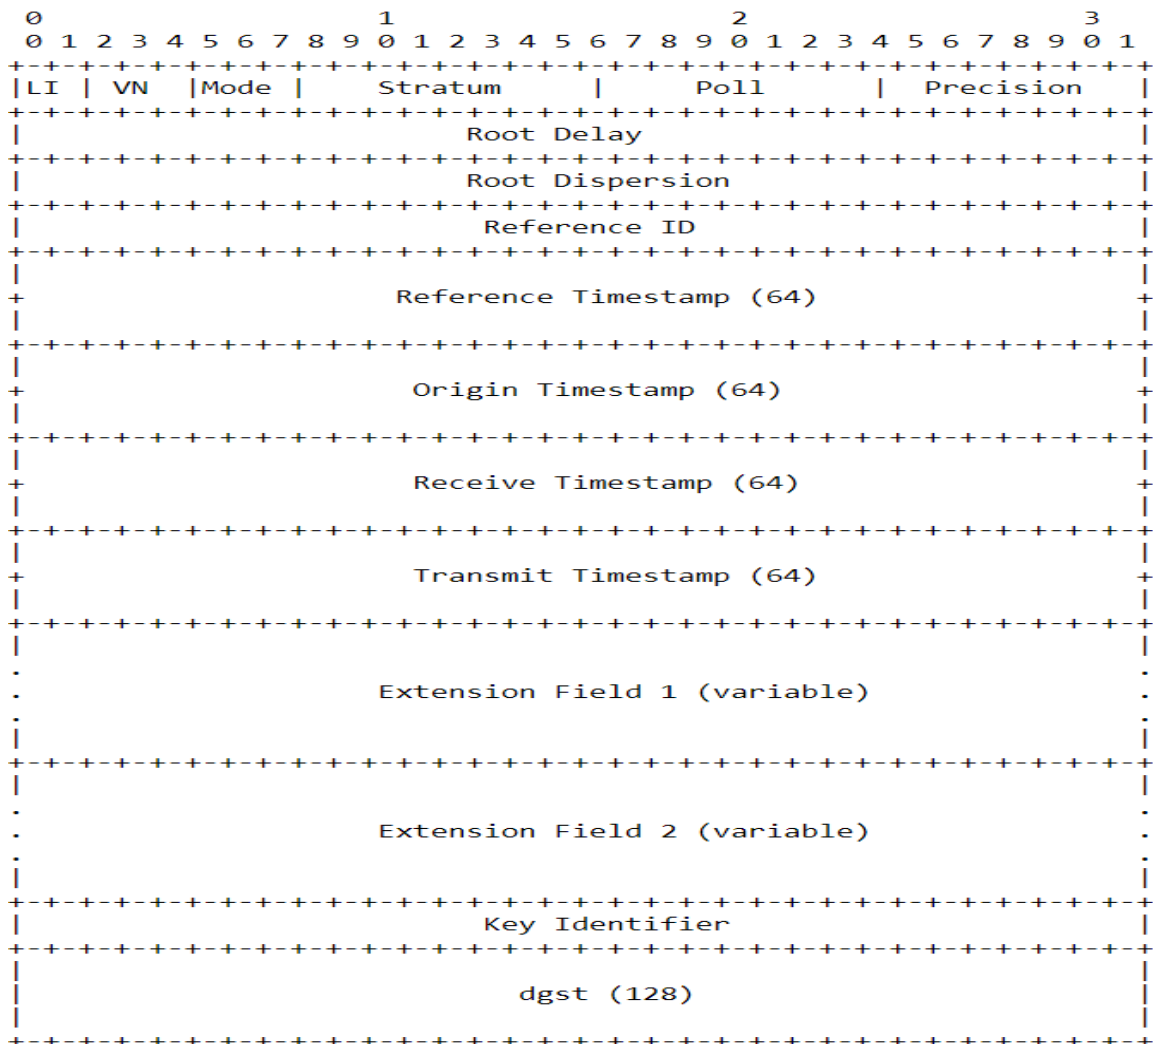 0                   1                   2                   3
0 1 2 3 4 5 6 7 8 9 0 1 2 3 4 5 6 7 8 9 0 1 2 3 4 5 6 7 8 9 0 1
+-+-+-+-+-+-+-+-+-+-+-+-+-+-+-+-+-+-+-+-+-+-+-+-+-+-+-+-+-+-+-+-+
|LI | VN  |Mode |    Stratum     |     Poll      |  Precision   |
+-+-+-+-+-+-+-+-+-+-+-+-+-+-+-+-+-+-+-+-+-+-+-+-+-+-+-+-+-+-+-+-+
|                         Root Delay                            |
+-+-+-+-+-+-+-+-+-+-+-+-+-+-+-+-+-+-+-+-+-+-+-+-+-+-+-+-+-+-+-+-+
|                         Root Dispersion                       |
+-+-+-+-+-+-+-+-+-+-+-+-+-+-+-+-+-+-+-+-+-+-+-+-+-+-+-+-+-+-+-+-+
|                          Reference ID                         |
+-+-+-+-+-+-+-+-+-+-+-+-+-+-+-+-+-+-+-+-+-+-+-+-+-+-+-+-+-+-+-+-+
|                                                               |
+                     Reference Timestamp (64)                  +
|                                                               |
+-+-+-+-+-+-+-+-+-+-+-+-+-+-+-+-+-+-+-+-+-+-+-+-+-+-+-+-+-+-+-+-+
|                                                               |
+                      Origin Timestamp (64)                    +
|                                                               |
+-+-+-+-+-+-+-+-+-+-+-+-+-+-+-+-+-+-+-+-+-+-+-+-+-+-+-+-+-+-+-+-+
|                                                               |
+                      Receive Timestamp (64)                   +
|                                                               |
+-+-+-+-+-+-+-+-+-+-+-+-+-+-+-+-+-+-+-+-+-+-+-+-+-+-+-+-+-+-+-+-+
|                                                               |
+                      Transmit Timestamp (64)                  +
|                                                               |
+-+-+-+-+-+-+-+-+-+-+-+-+-+-+-+-+-+-+-+-+-+-+-+-+-+-+-+-+-+-+-+-+
|                                                               |
.                                                               .
.                    Extension Field 1 (variable)               .
.                                                               .
|                                                               |
+-+-+-+-+-+-+-+-+-+-+-+-+-+-+-+-+-+-+-+-+-+-+-+-+-+-+-+-+-+-+-+-+
|                                                               |
.                                                               .
.                    Extension Field 2 (variable)               .
.                                                               .
|                                                               |
+-+-+-+-+-+-+-+-+-+-+-+-+-+-+-+-+-+-+-+-+-+-+-+-+-+-+-+-+-+-+-+-+
|                          Key Identifier                       |
+-+-+-+-+-+-+-+-+-+-+-+-+-+-+-+-+-+-+-+-+-+-+-+-+-+-+-+-+-+-+-+-+
|                                                               |
|                            dgst (128)                         |
|                                                               |
+-+-+-+-+-+-+-+-+-+-+-+-+-+-+-+-+-+-+-+-+-+-+-+-+-+-+-+-+-+-+-+-+